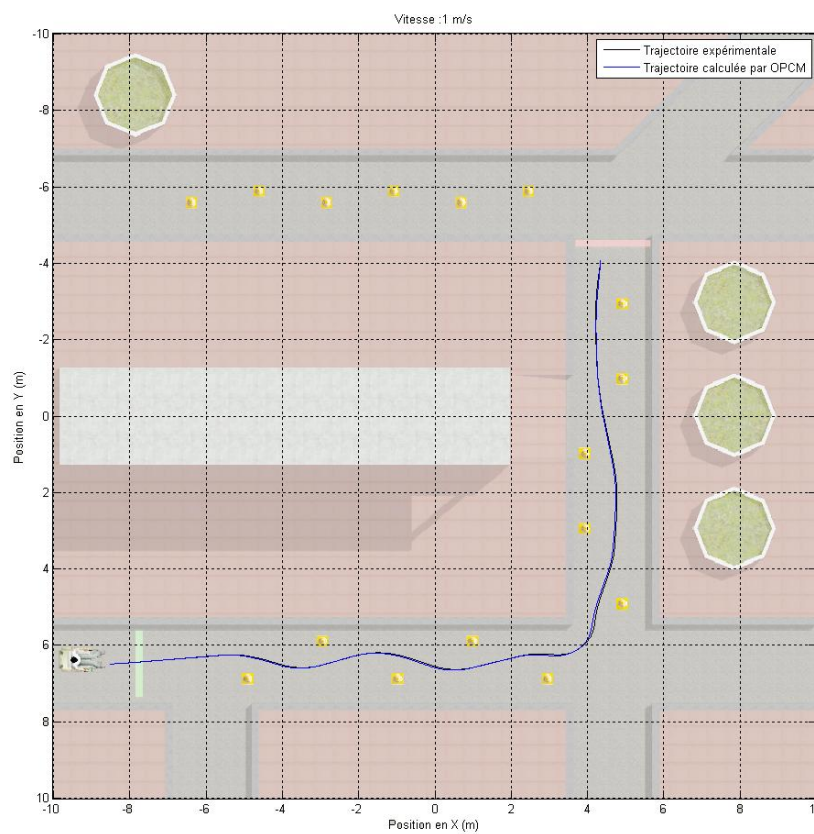 Vitesse :1 m/s
Trajectoire expérimentale
Trajectoire calculée par OPCM
-10
-8
-6
-4
-2
0
2
4
6
8
10
Position en Y (m)
-10 -8 -6 -4 -2 0 2 4 6 8 1
Position en X (m)